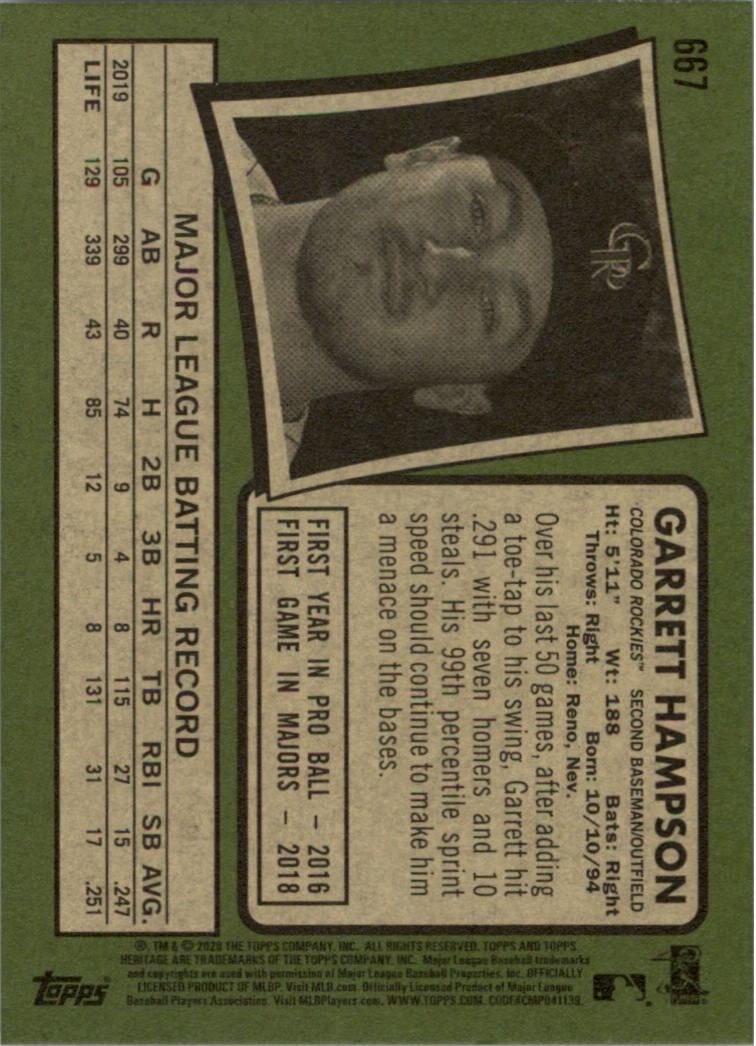 667
CR
GARRETT HAMPSON
COLORADO ROCKIES™ SECOND BASEMAN/OUTFIELD
Ht: 5'11" Wt: 188 Bats: Right
Throws: Right Born: 10/10/94
Home: Reno, Nev.
Over his last 50 games, after adding
a toe-tap to his swing, Garrett hit
.291 with seven homers and 10
steals. His 99th percentile sprint
speed should continue to make him
a menace on the bases.
FIRST YEAR IN PRO BALL – 2016
FIRST GAME IN MAJORS – 2018
MAJOR LEAGUE BATTING RECORD
G AB R H 2B 3B HR TB RBI SB AVG.
2019 105 299 40 74 9 4 8 115 27 15 .247
LIFE 129 339 43 85 12 5 8 131 31 17 .251
®, TM & © 2020 THE TOPPS COMPANY, INC. ALL RIGHTS RESERVED. TOPPS AND TOPPS
HERITAGE ARE TRADEMARKS OF THE TOPPS COMPANY, INC. Major League Baseball trademarks
and copyrights are used with permission of Major League Baseball Properties, Inc. OFFICIALLY
LICENSED PRODUCT OF MLBP. Visit MLB.com. Officially Licensed Product of Major League
Baseball Players Association. Visit MLBPlayers.com. WWW.TOPPS.COM. CODE#CMP041139.
topps®